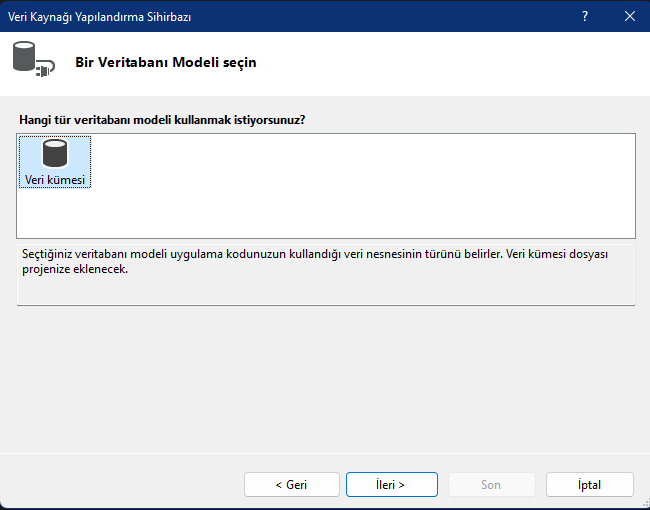 Veri Kaynağı Yapılandırma Sihirbazı
?
Bir Veritabanı Modeli seçin
Hangi tür veritabanı modeli kullanmak istiyorsunuz?
Veri kümesi
Seçtiğiniz veritabanı modeli uygulama kodunuzun kullandığı veri nesnesinin türünü belirler. Veri kümesi dosyası
projenize eklenecek.
< Geri
İleri >
Son
İptal